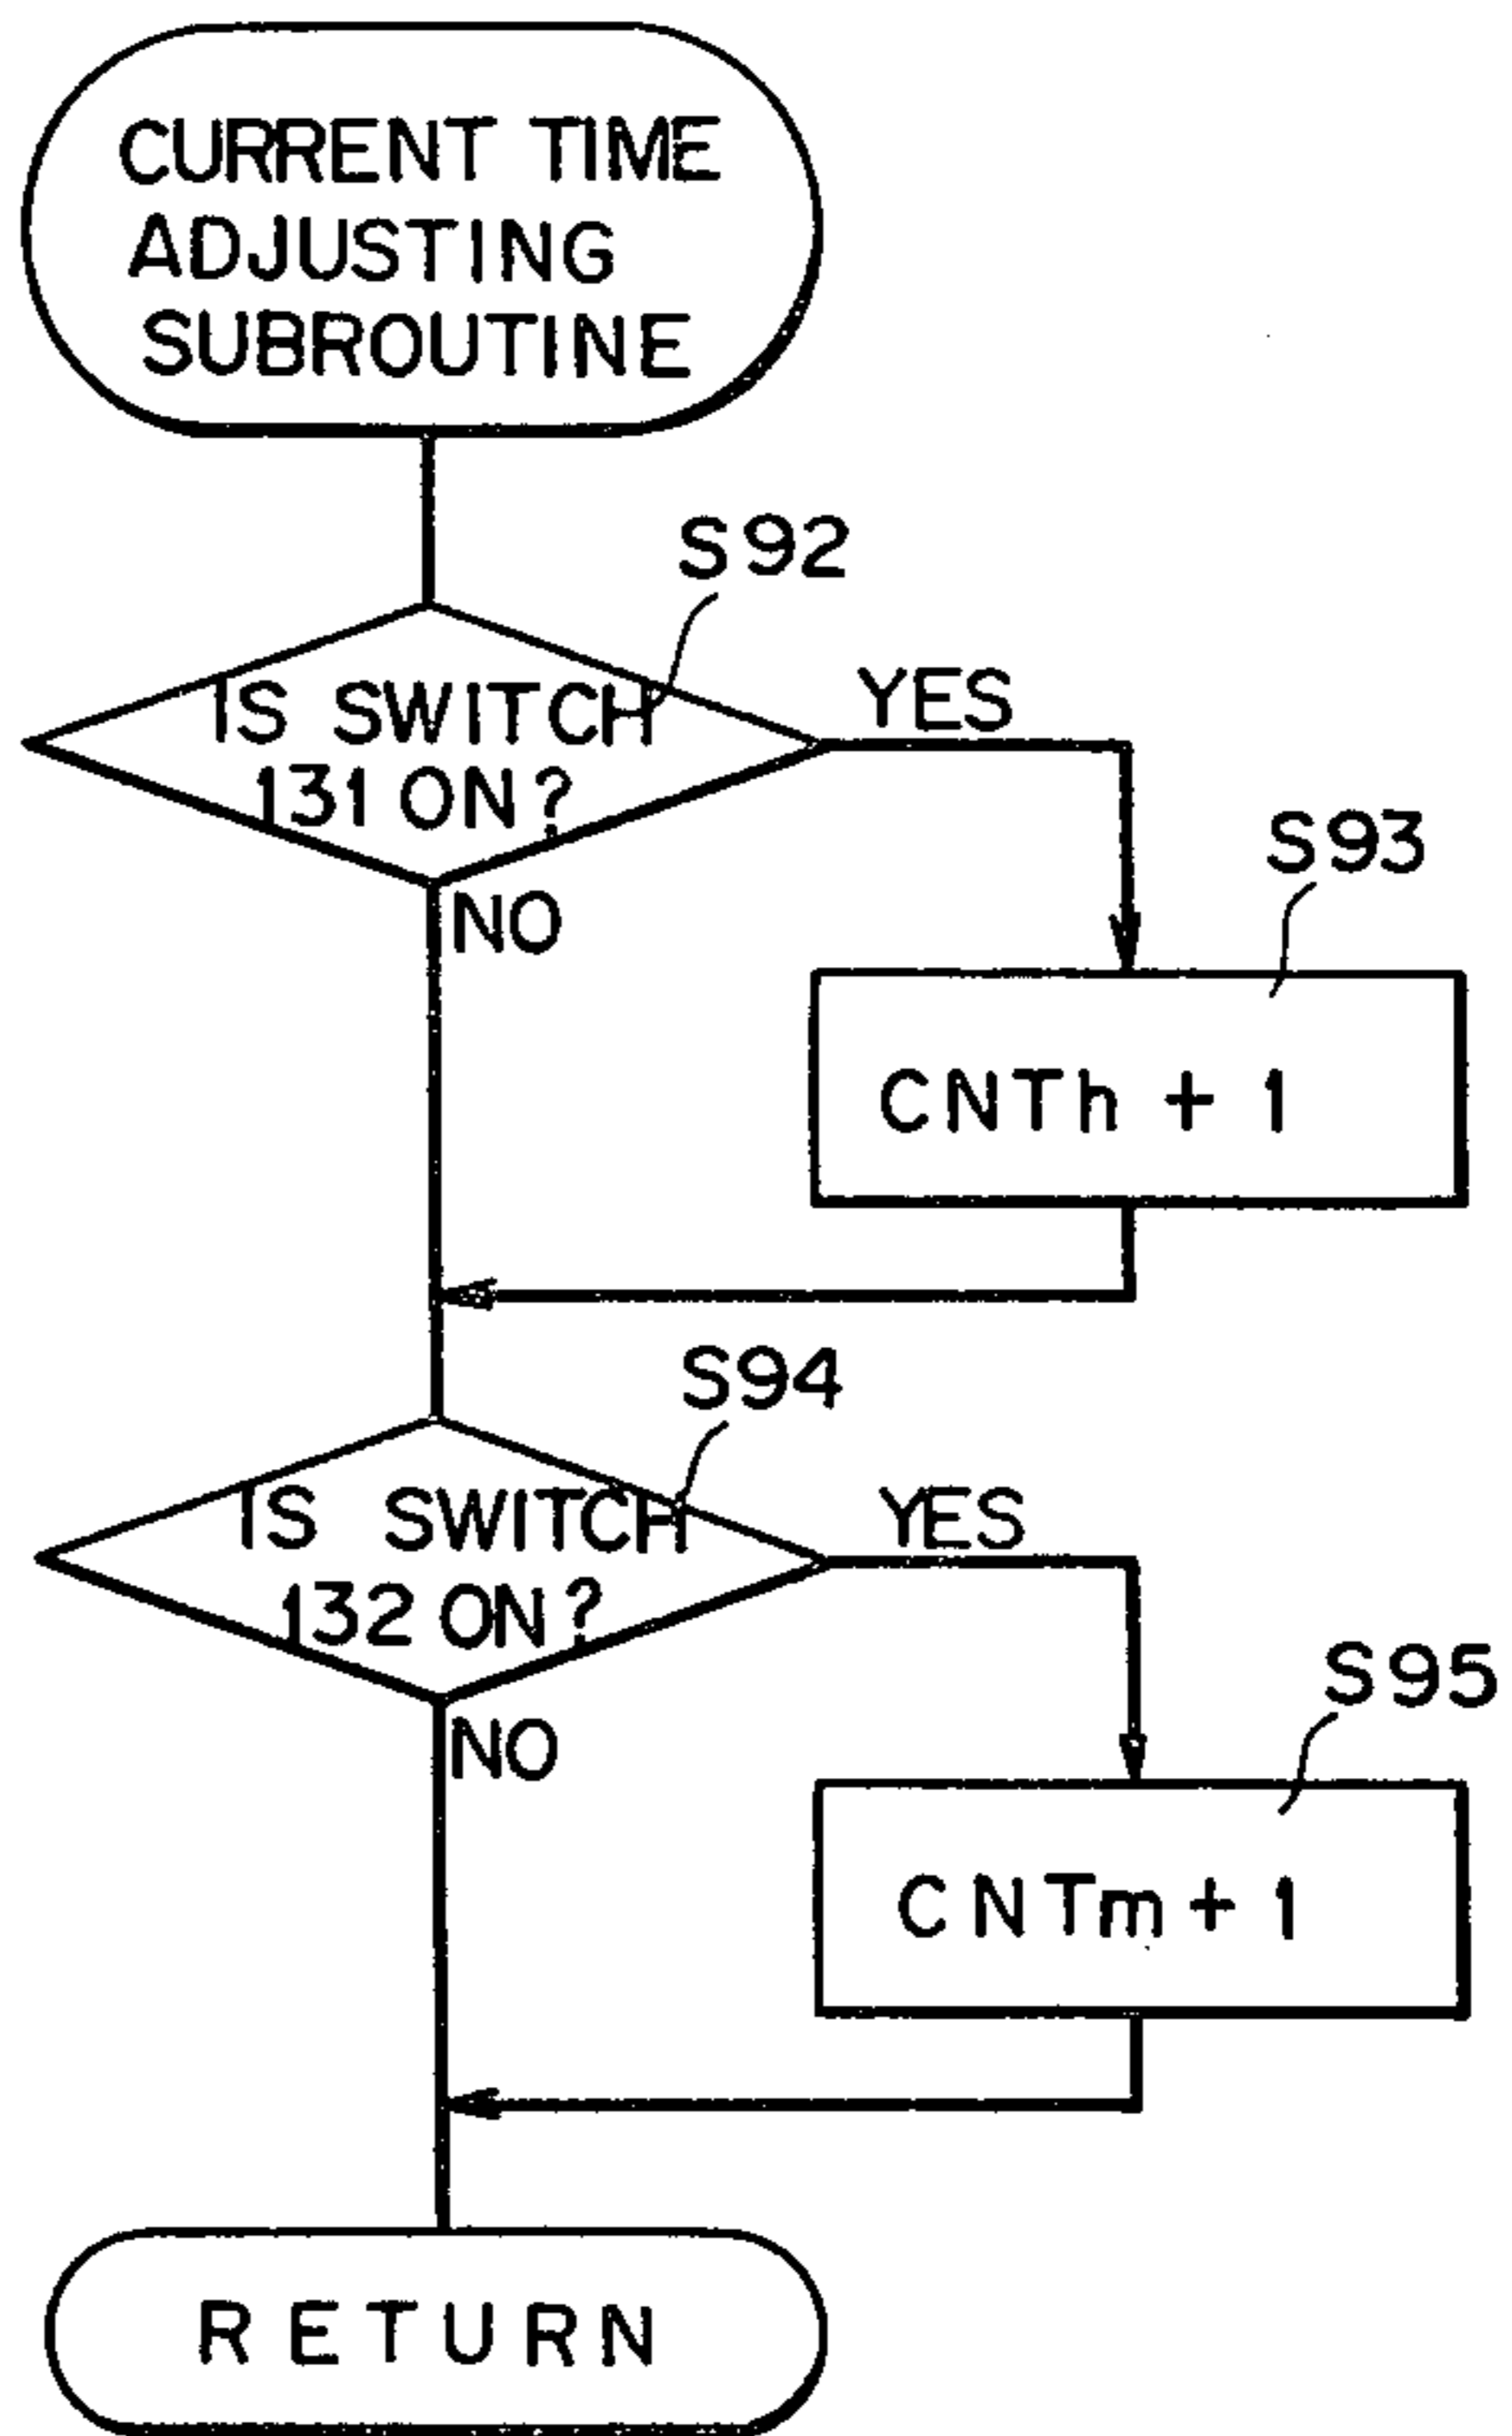 CURRENT TIME
ADJUSTING
SUBROUTINE
S92
IS SWITCH
131 ON?
YES
NO
S93
CNTh + 1
S94
IS SWITCH
132 ON?
YES
NO
S95
CNTm + 1
RETURN